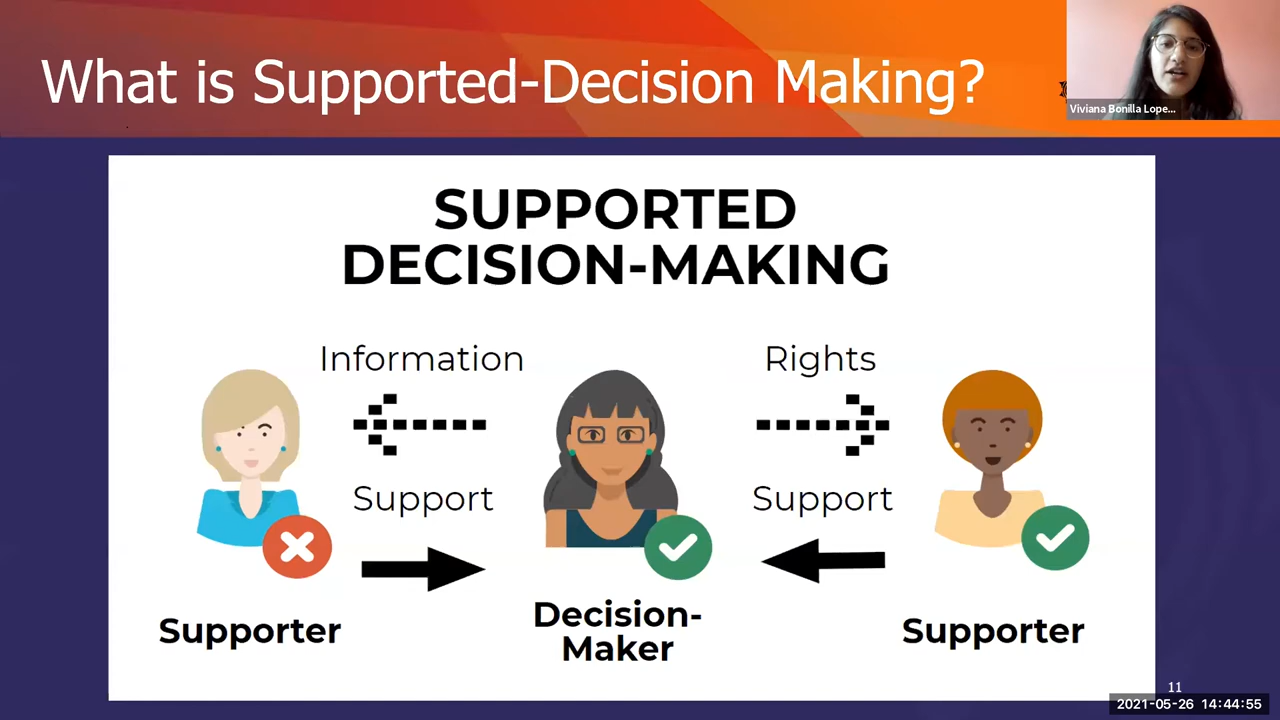 What is Supported-Decision Making?
Viviana Bonilla Lope...
SUPPORTED
DECISION-MAKING
Information
Rights
Support
Support
Supporter
Decision-
Maker
Supporter
11
2021-05-26 14:44:55